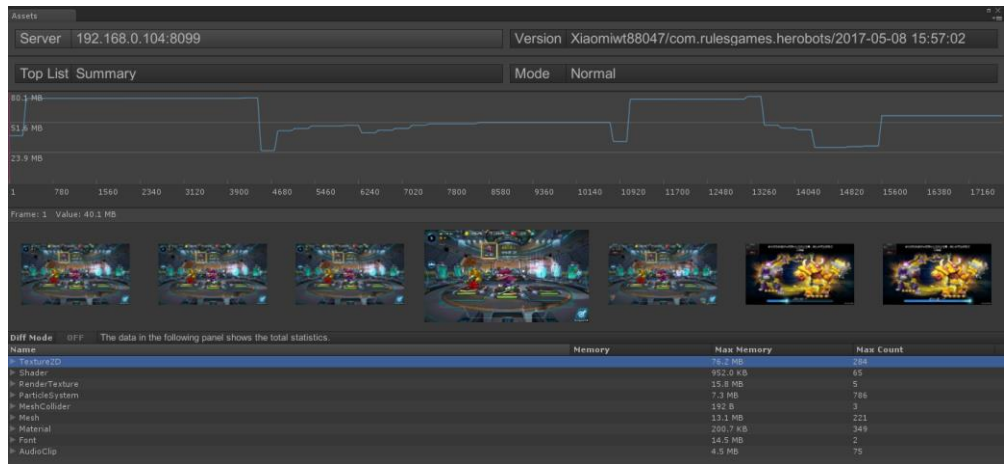 Assets
Server 192.168.0.104:8099 Version Xiaomiwt88047/com.rulesgames.herobots/2017-05-08 15:57:02
Top List Summary Mode Normal
80.1 MB
51.6 MB
23.9 MB
1 780 1560 2340 3120 3900 4680 5460 6240 7020 7800 8580 9360 10140 10920 11700 12480 13260 14040 14820 15600 16380 17160
Frame: 1 Value: 40.1 MB
Diff Mode OFF The data in the following panel shows the total statistics.
Name Memory Max Memory Max Count
Texture2D 76.2 MB 284
Shader 952.0 KB 65
RenderTexture 15.8 MB 5
ParticleSystem 7.3 MB 786
MeshCollider 192 B 3
Mesh 13.1 MB 221
Material 200.7 KB 349
Font 14.5 MB 2
AudioClip 4.5 MB 75